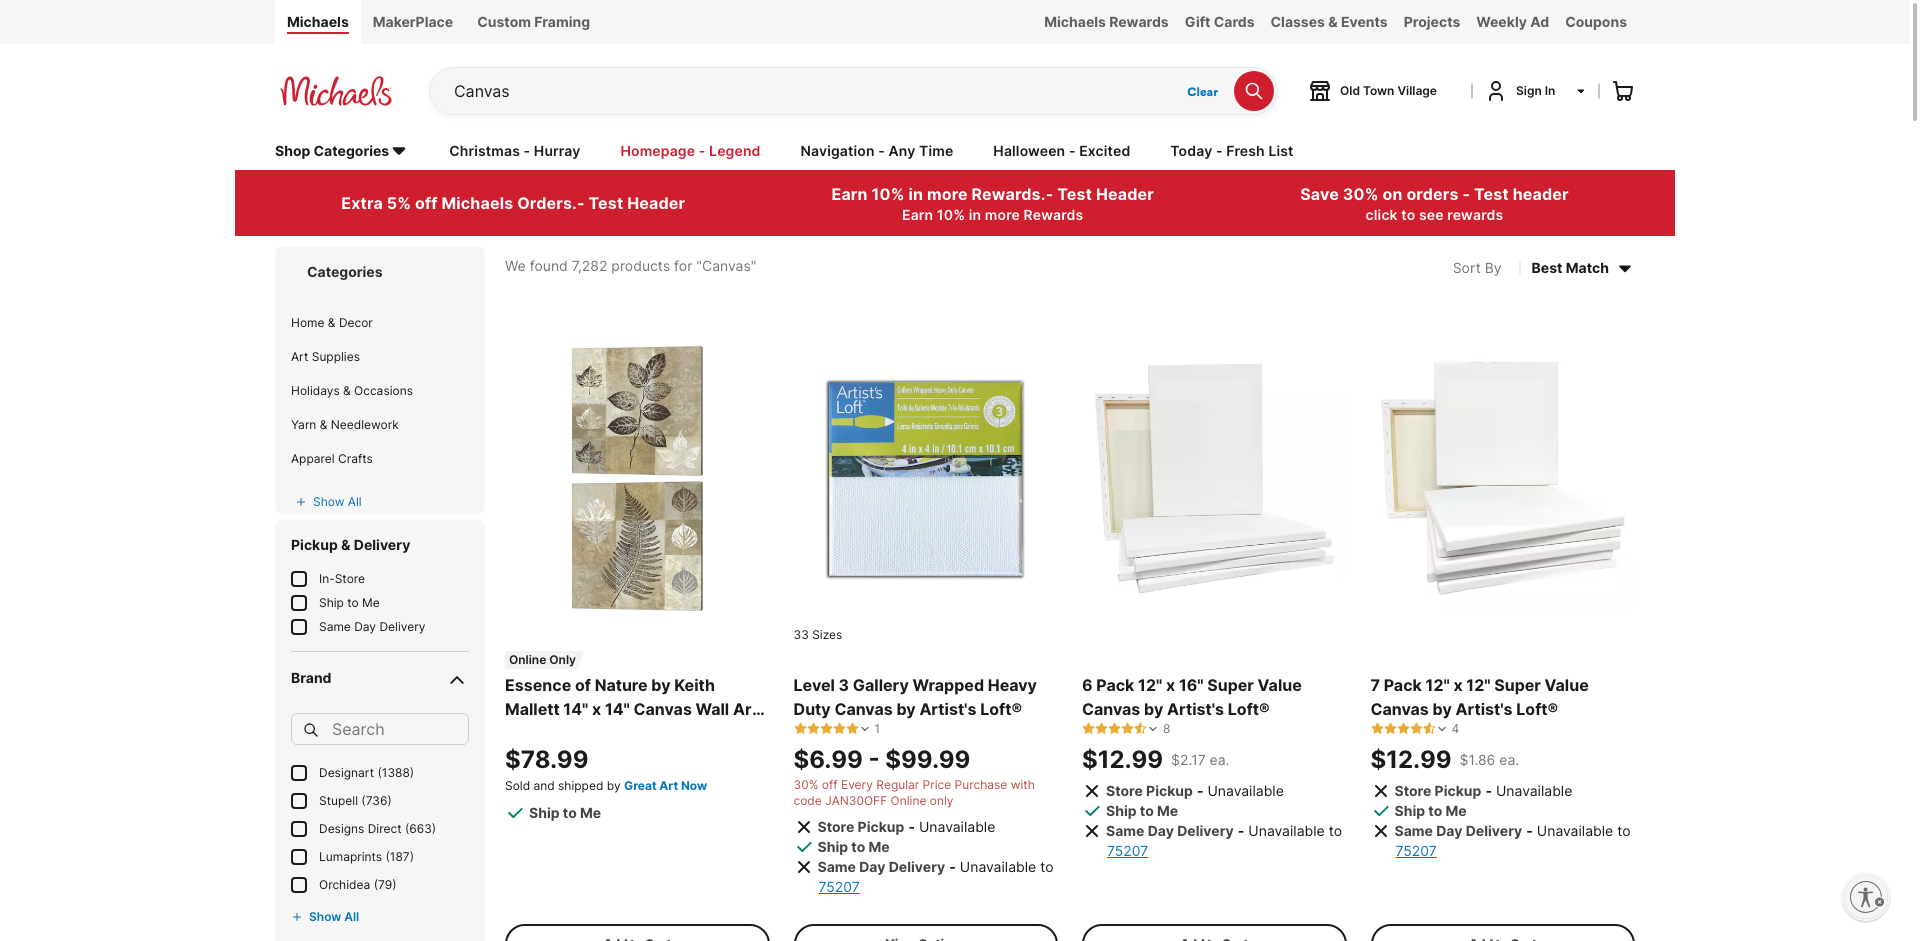 Michaels
MakerPlace
Custom Framing
Michaels Rewards
Gift Cards
Classes & Events
Projects
Weekly Ad
Coupons
Michaels
Canvas
Clear
Old Town Village
Sign In
Shop Categories
Christmas - Hurray
Homepage - Legend
Navigation - Any Time
Halloween - Excited
Today - Fresh List
Extra 5% off Michaels Orders.- Test Header
Earn 10% in more Rewards.- Test Header
Earn 10% in more Rewards
Save 30% on orders - Test header
click to see rewards
Categories
Home & Decor
Art Supplies
Holidays & Occasions
Yarn & Needlework
Apparel Crafts
+ Show All
Pickup & Delivery
In-Store
Ship to Me
Same Day Delivery
Brand
Search
Designart (1388)
Stupell (736)
Designs Direct (663)
Lumaprints (187)
Orchidea (79)
+ Show All
We found 7,282 products for "Canvas"
Sort By
Best Match
Online Only
Essence of Nature by Keith
Mallett 14" x 14" Canvas Wall Ar...
$78.99
Sold and shipped by Great Art Now
Ship to Me
Artist's
Loft™
Gallery Wrapped Heavy Duty Canvas
3
4 in x 4 in / 10.1 cm x 10.1 cm
33 Sizes
Level 3 Gallery Wrapped Heavy
Duty Canvas by Artist's Loft®
1
$6.99 - $99.99
30% off Every Regular Price Purchase with
code JAN30OFF Online only
Store Pickup - Unavailable
Ship to Me
Same Day Delivery - Unavailable to
75207
6 Pack 12" x 16" Super Value
Canvas by Artist's Loft®
8
$12.99 $2.17 ea.
Store Pickup - Unavailable
Ship to Me
Same Day Delivery - Unavailable to
75207
7 Pack 12" x 12" Super Value
Canvas by Artist's Loft®
4
$12.99 $1.86 ea.
Store Pickup - Unavailable
Ship to Me
Same Day Delivery - Unavailable to
75207